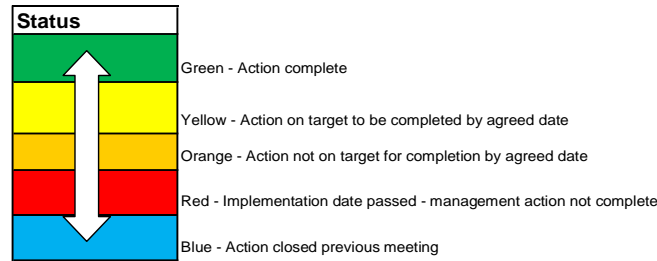 Status
Green - Action complete
Yellow - Action on target to be completed by agreed date
Orange - Action not on target for completion by agreed date
Red - Implementation date passed - management action not complete
Blue - Action closed previous meeting